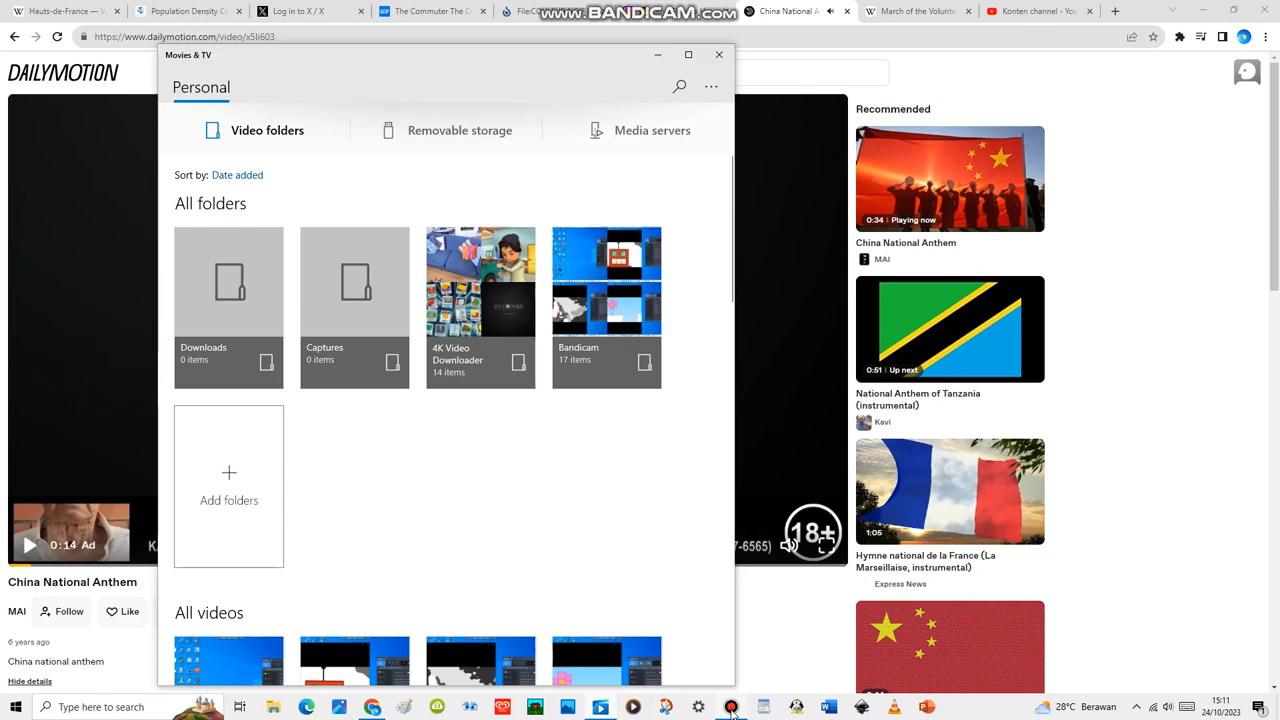 Hauts-de-France – W
Population Density C
Log in to X / X
The Commuter The C
File:CO
www.BANDICAM.com
China National A
March of the Volunte
Konten channel - You
https://www.dailymotion.com/video/x5li603
DAILYMOTION
Movies & TV
Personal
Video folders
Removable storage
Media servers
Sort by: Date added
All folders
Downloads
0 items
Captures
0 items
4K Video
Downloader
14 items
Bandicam
17 items
Add folders
All videos
0:14
18+
7-6565)
China National Anthem
MAI
Follow
Like
6 years ago
China national anthem
Hide details
Recommended
0:34 | Playing now
China National Anthem
MAI
0:51 | Up next
National Anthem of Tanzania
(instrumental)
Kavi
1:05
Hymne national de la France (La
Marseillaise, instrumental)
Express News
Type here to search
28°C Berawan
15:11
24/10/2023